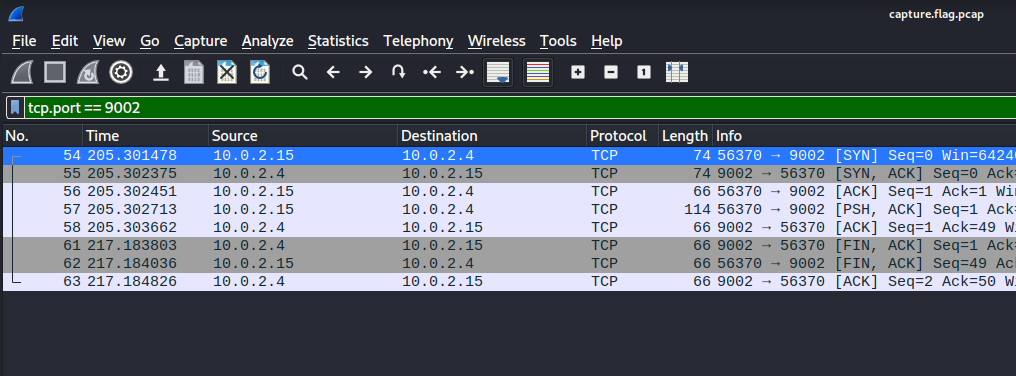 capture.flag.pcap
File Edit View Go Capture Analyze Statistics Telephony Wireless Tools Help
tcp.port == 9002
No. Time Source Destination Protocol Length Info
54 205.301478 10.0.2.15 10.0.2.4 TCP 74 56370 → 9002 [SYN] Seq=0 Win=6424
55 205.302375 10.0.2.4 10.0.2.15 TCP 74 9002 → 56370 [SYN, ACK] Seq=0 Ack=
56 205.302451 10.0.2.15 10.0.2.4 TCP 66 56370 → 9002 [ACK] Seq=1 Ack=1 Wi
57 205.302713 10.0.2.15 10.0.2.4 TCP 114 56370 → 9002 [PSH, ACK] Seq=1 Ack=
58 205.303662 10.0.2.4 10.0.2.15 TCP 66 9002 → 56370 [ACK] Seq=1 Ack=49 W
61 217.183803 10.0.2.4 10.0.2.15 TCP 66 9002 → 56370 [FIN, ACK] Seq=1 Ack=
62 217.184036 10.0.2.15 10.0.2.4 TCP 66 56370 → 9002 [FIN, ACK] Seq=49 Ac
63 217.184826 10.0.2.4 10.0.2.15 TCP 66 9002 → 56370 [ACK] Seq=2 Ack=50 W